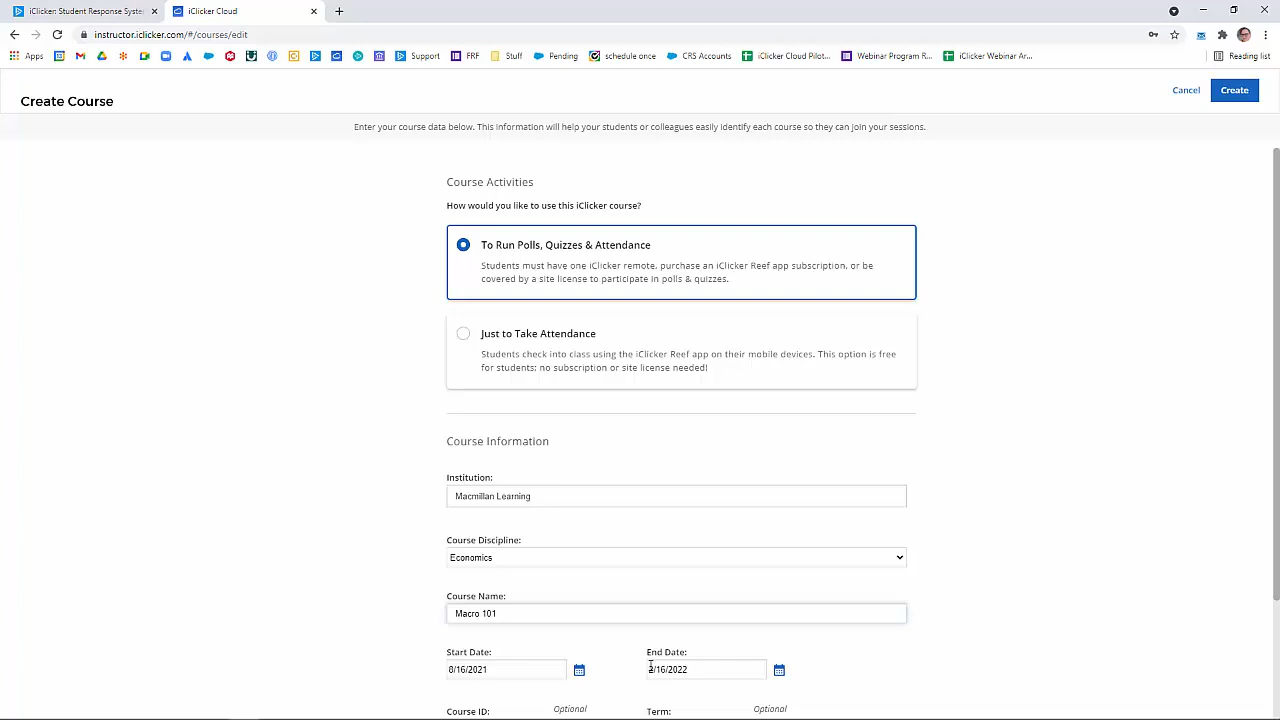 iClicker: Student Response Syste
iClicker Cloud
instructor.iclicker.com/#/courses/edit
Apps
Support
FRF
Stuff
Pending
schedule once
CRS Accounts
iClicker Cloud Pilot...
Webinar Program R...
iClicker Webinar Ar...
Reading list
Create Course
Cancel
Create
Enter your course data below. This information will help your students or colleagues easily identify each course so they can join your sessions.
Course Activities
How would you like to use this iClicker course?
To Run Polls, Quizzes & Attendance
Students must have one iClicker remote, purchase an iClicker Reef app subscription, or be
covered by a site license to participate in polls & quizzes.
Just to Take Attendance
Students check into class using the iClicker Reef app on their mobile devices. This option is free
for students; no subscription or site license needed!
Course Information
Institution:
Macmillan Learning
Course Discipline:
Economics
Course Name:
Macro 101
Start Date:
End Date:
8/16/2021
/16/2022
Course ID:
Optional
Term:
Optional